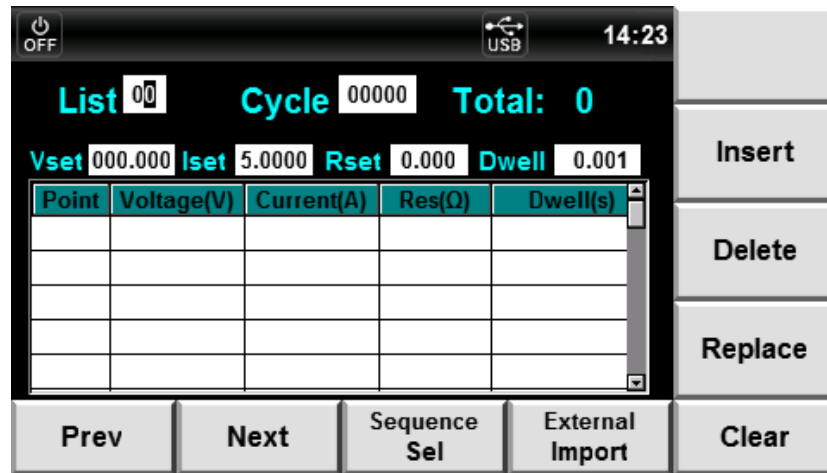 OFF USB 14:23
List 00 Cycle 00000 Total: 0
Vset 000.000 Iset 5.0000 Rset 0.000 Dwell 0.001
Point Voltage(V) Current(A) Res(Ω) Dwell(s)
Insert
Delete
Replace
Prev Next Sequence Sel External Import Clear